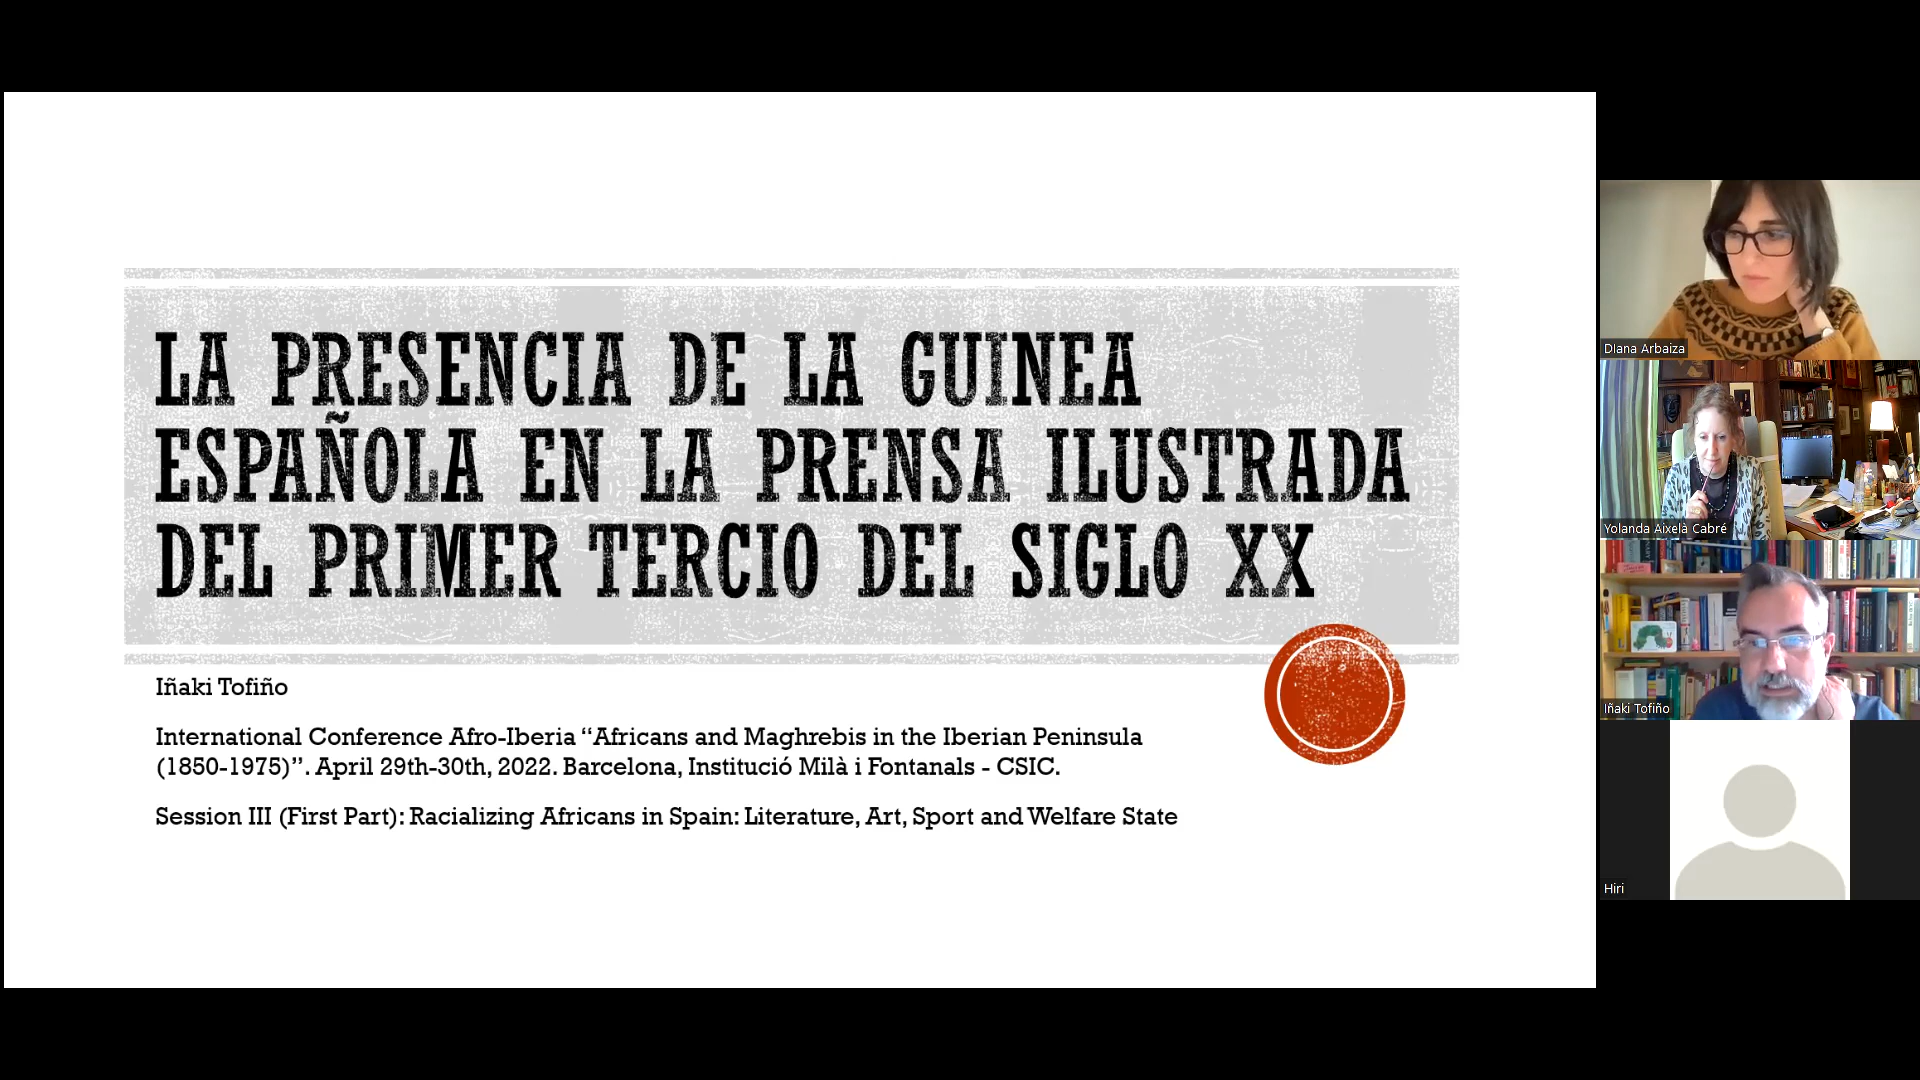 LA PRESENCIA DE LA GUINEA
ESPAÑOLA EN LA PRENSA ILUSTRADA
DEL PRIMER TERCIO DEL SIGLO XX
Iñaki Tofiño
International Conference Afro-Iberia “Africans and Maghrebis in the Iberian Peninsula
(1850-1975)”. April 29th-30th, 2022. Barcelona, Institució Milà i Fontanals - CSIC.
Session III (First Part): Racializing Africans in Spain: Literature, Art, Sport and Welfare State
DIana Arbaiza
Yolanda Aixelà Cabré
Iñaki Tofiño
Hiri